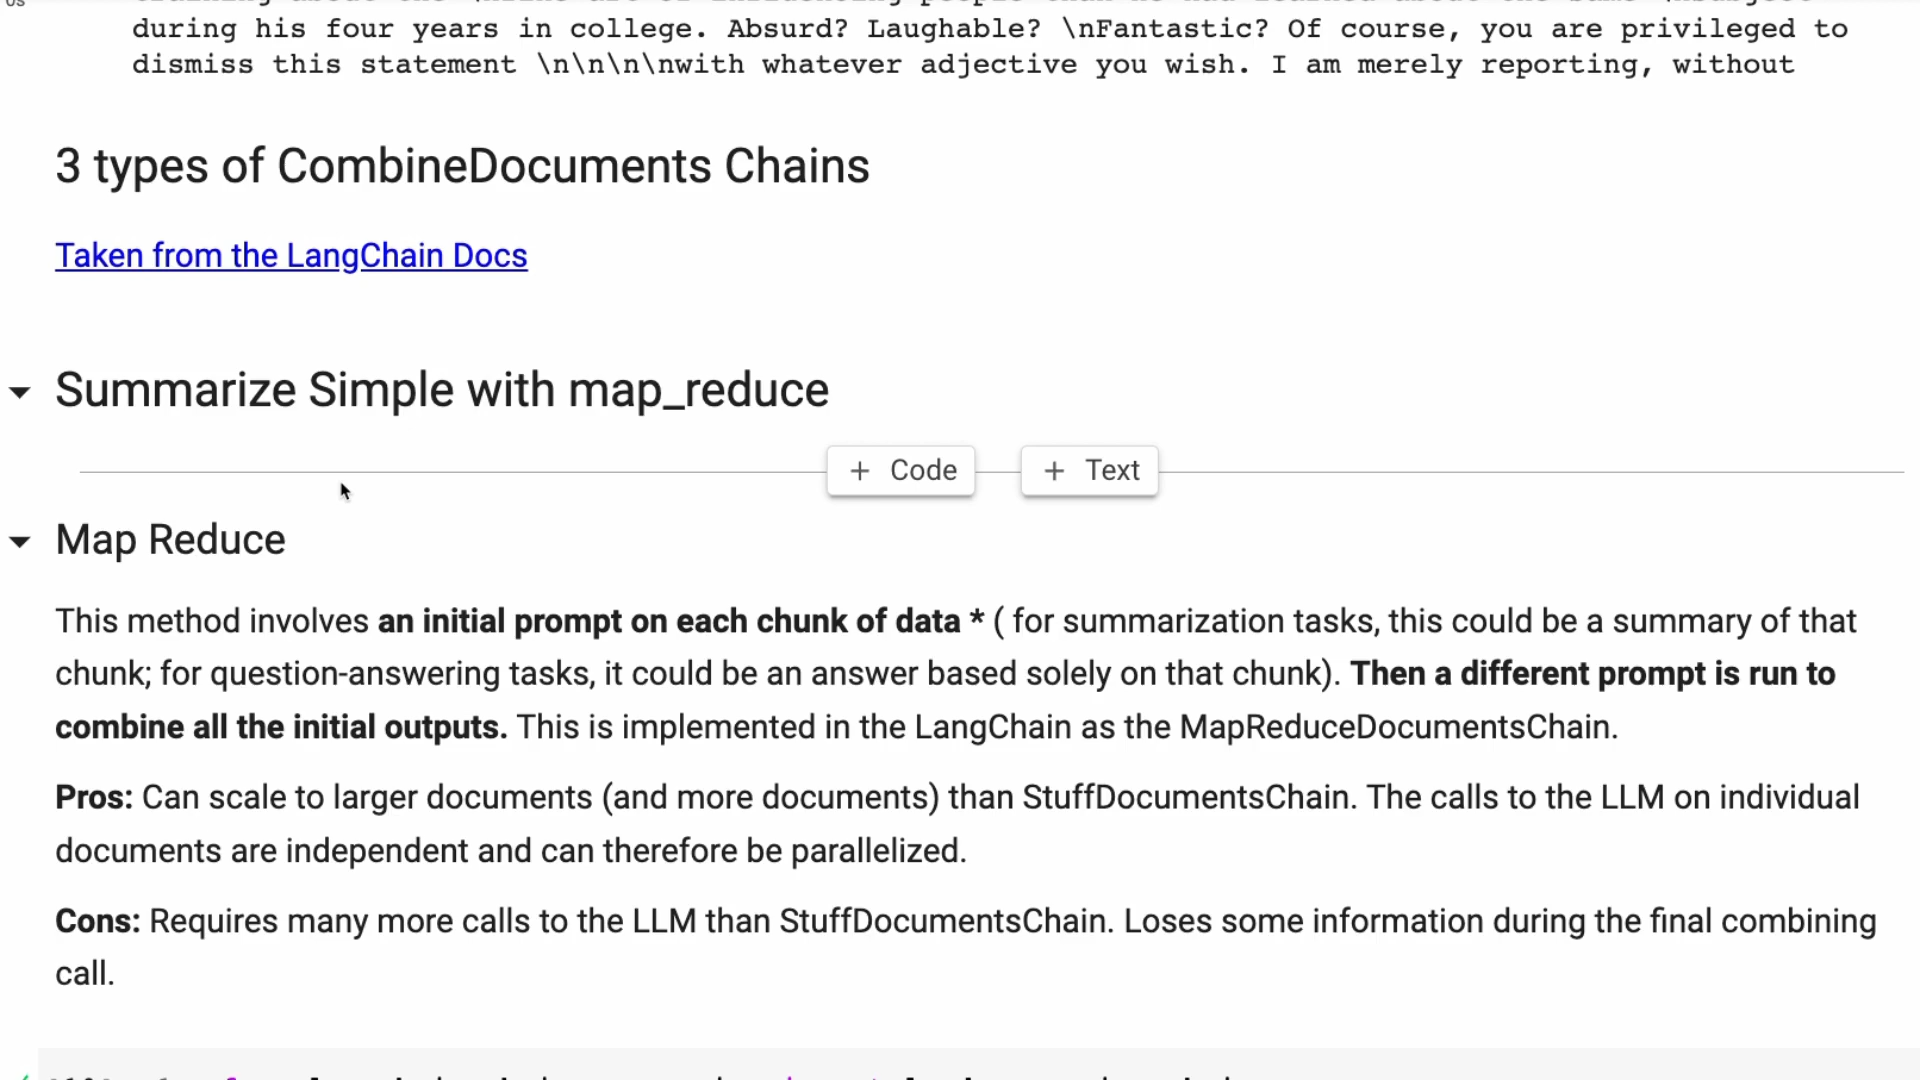 during his four years in college. Absurd? Laughable? \nFantastic? Of course, you are privileged to
dismiss this statement \n\n\n\nwith whatever adjective you wish. I am merely reporting, without
3 types of CombineDocuments Chains
Taken from the LangChain Docs
Summarize Simple with map_reduce
+ Code + Text
Map Reduce
This method involves an initial prompt on each chunk of data * ( for summarization tasks, this could be a summary of that
chunk; for question-answering tasks, it could be an answer based solely on that chunk). Then a different prompt is run to
combine all the initial outputs. This is implemented in the LangChain as the MapReduceDocumentsChain.
Pros: Can scale to larger documents (and more documents) than StuffDocumentsChain. The calls to the LLM on individual
documents are independent and can therefore be parallelized.
Cons: Requires many more calls to the LLM than StuffDocumentsChain. Loses some information during the final combining
call.